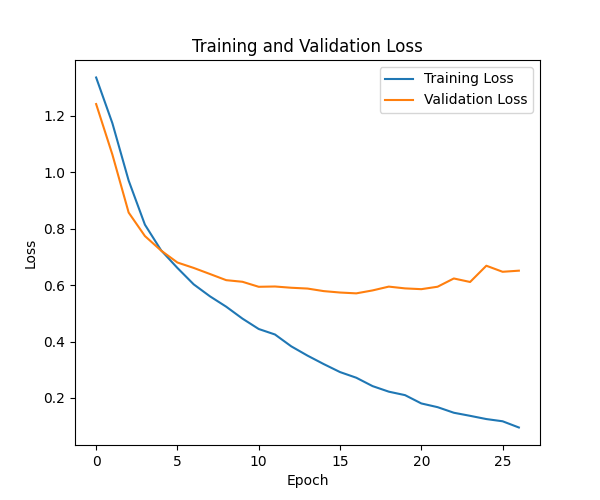 Training and Validation Loss
Training Loss
Validation Loss
Loss
1.2
1.0
0.8
0.6
0.4
0.2
0 5 10 15 20 25
Epoch